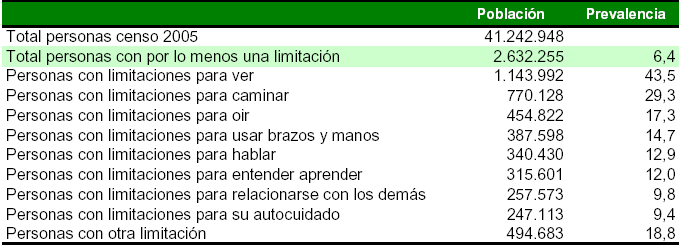 Población Prevalencia
Total personas censo 2005 41.242.948
Total personas con por lo menos una limitación 2.632.255 6,4
Personas con limitaciones para ver 1.143.992 43,5
Personas con limitaciones para caminar 770.128 29,3
Personas con limitaciones para oir 454.822 17,3
Personas con limitaciones para usar brazos y manos 387.598 14,7
Personas con limitaciones para hablar 340.430 12,9
Personas con limitaciones para entender aprender 315.601 12,0
Personas con limitaciones para relacionarse con los demás 257.573 9,8
Personas con limitaciones para su autocuidado 247.113 9,4
Personas con otra limitación 494.683 18,8